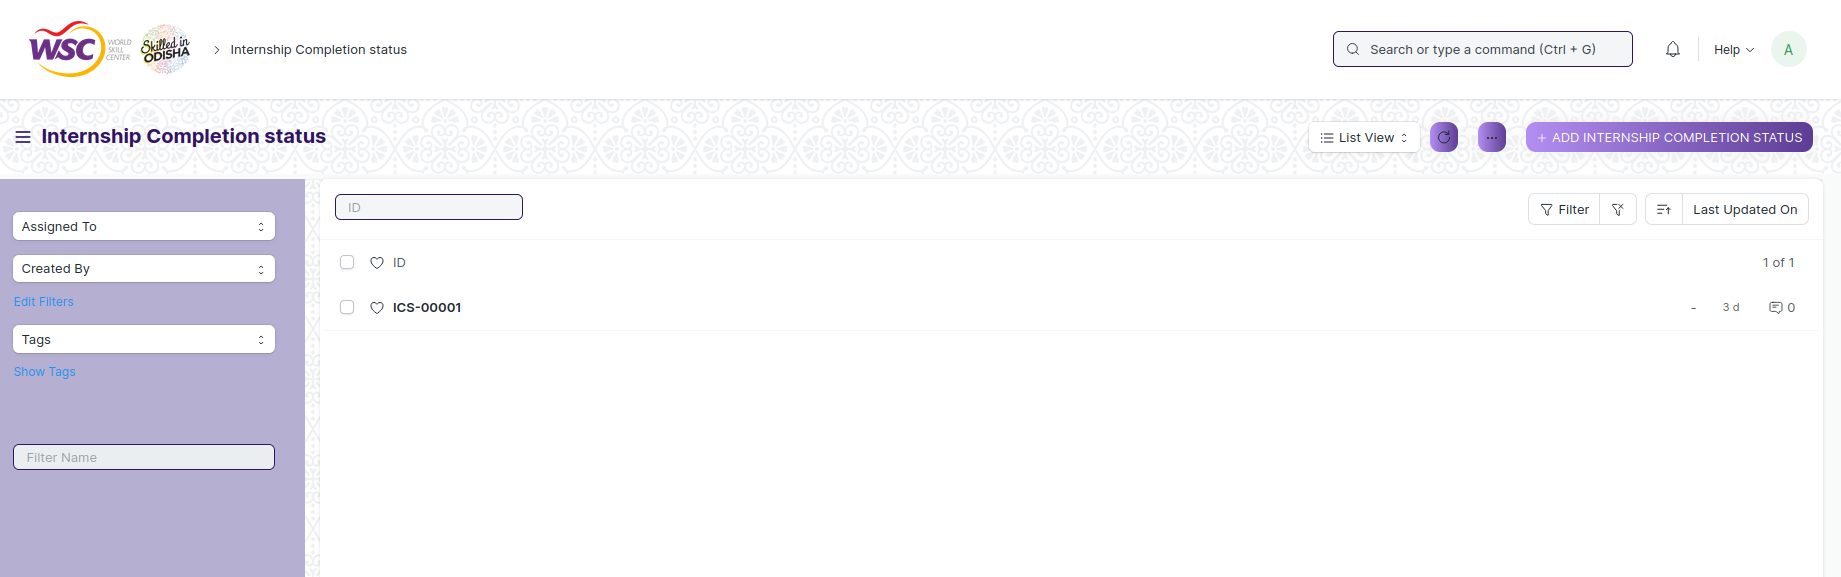 WSC WORLD SKILL CENTER
Skilled in ODISHA
Internship Completion status
Search or type a command (Ctrl + G)
Help
A
Internship Completion status
List View
+ ADD INTERNSHIP COMPLETION STATUS
Assigned To
Created By
Edit Filters
Tags
Show Tags
Filter Name
ID
Filter
Last Updated On
ID
1 of 1
ICS-00001
-
3 d
0